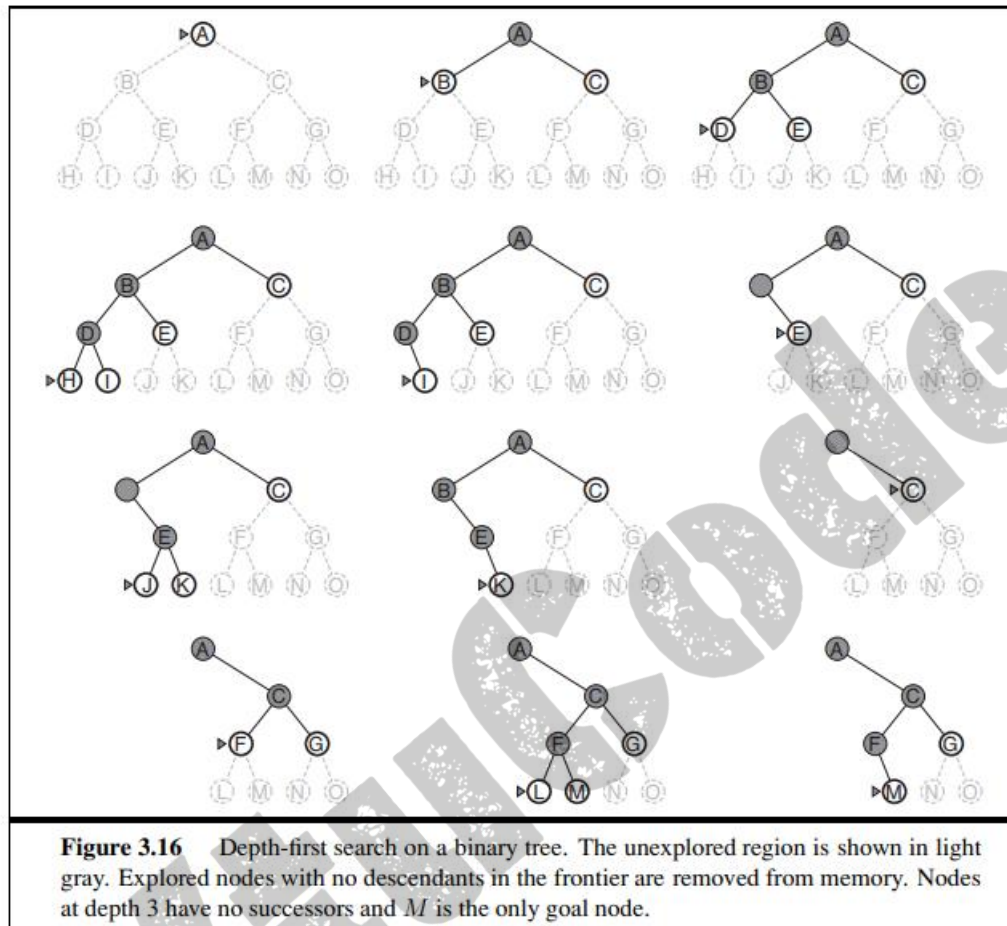 A
B C
D E F G
H I J K L M N O
A
B C
D E F G
H I J K L M N O
A
B C
D E F G
H I J K L M N O
A
B C
D E F G
H I J K L M N O
A
B C
D E F G
I J K L M N O
A
C
E F G
J K L M N O
A
C
E F G
J K L M N O
A
B C
E F G
K L M N O
C
F G
L M N O
A
C
F G
L M N O
A
C
F G
L M N O
A
C
F G
M N O
Figure 3.16 Depth-first search on a binary tree. The unexplored region is shown in light
gray. Explored nodes with no descendants in the frontier are removed from memory. Nodes
at depth 3 have no successors and M is the only goal node.